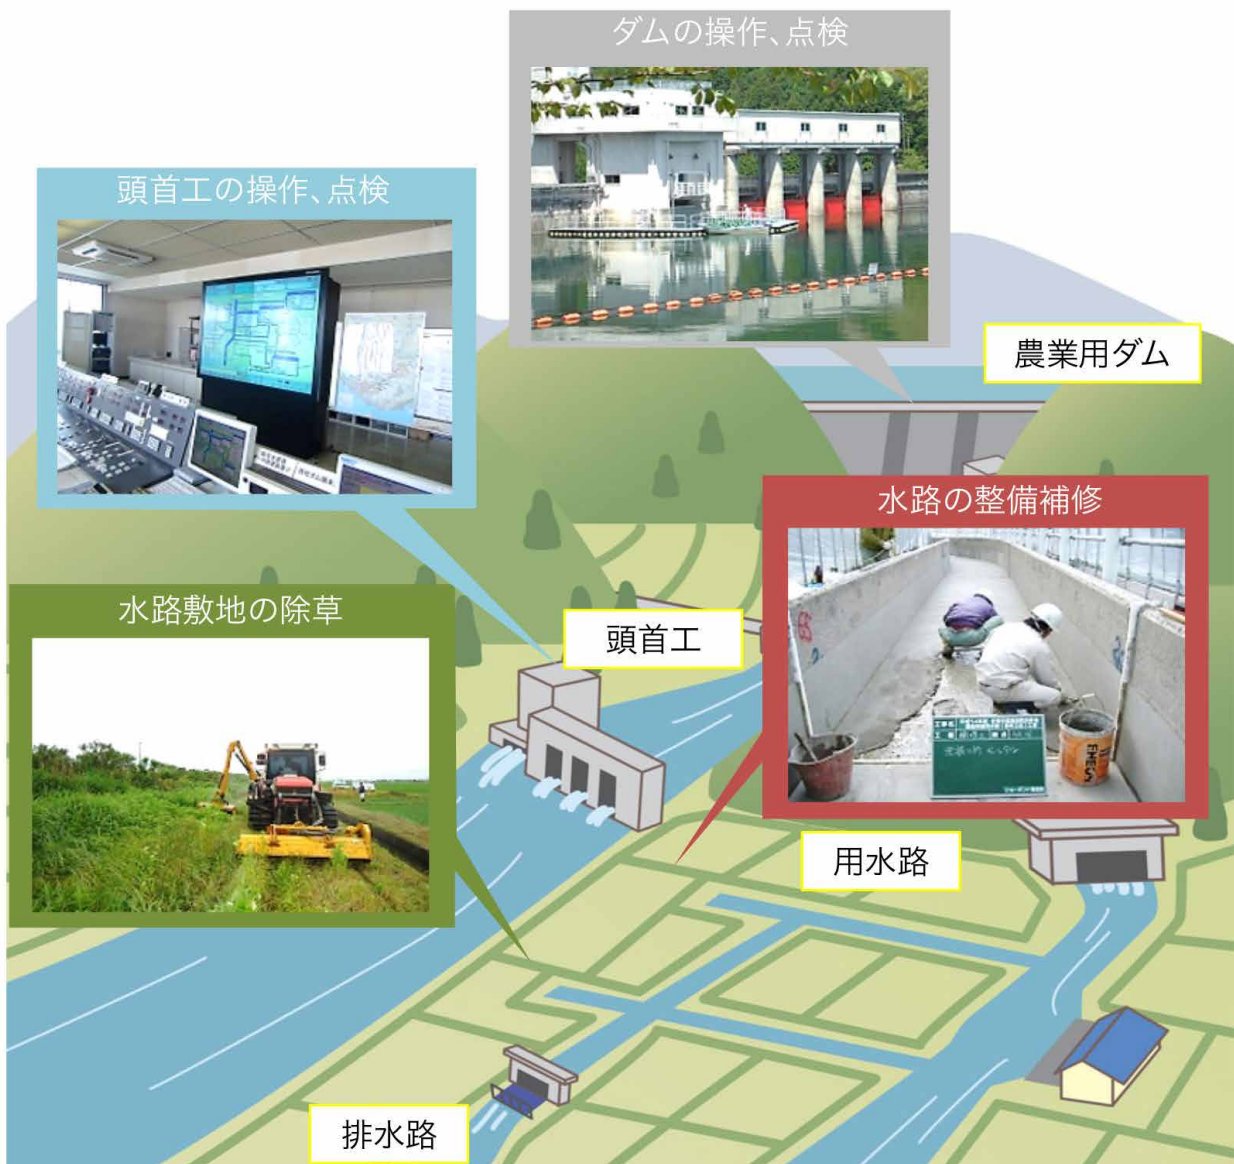 ダムの操作、点検
頭首工の操作、点検
農業用ダム
水路の整備補修
水路敷地の除草
頭首工
用水路
排水路